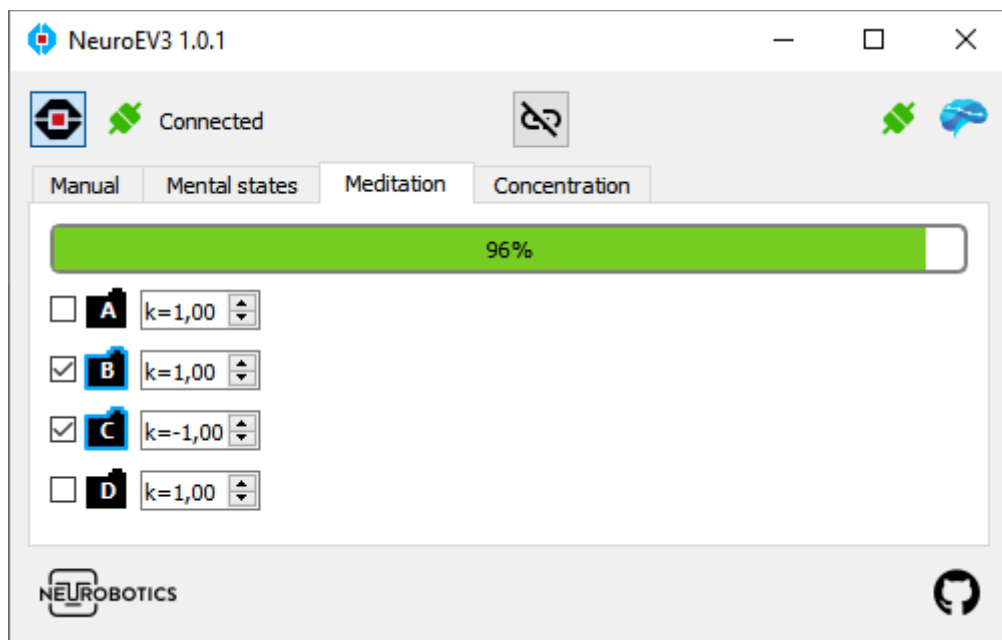 NeuroEV3 1.0.1
Connected
Manual Mental states Meditation Concentration
96%
A k=1,00
B k=1,00
C k=-1,00
D k=1,00
NEUROBOTICS